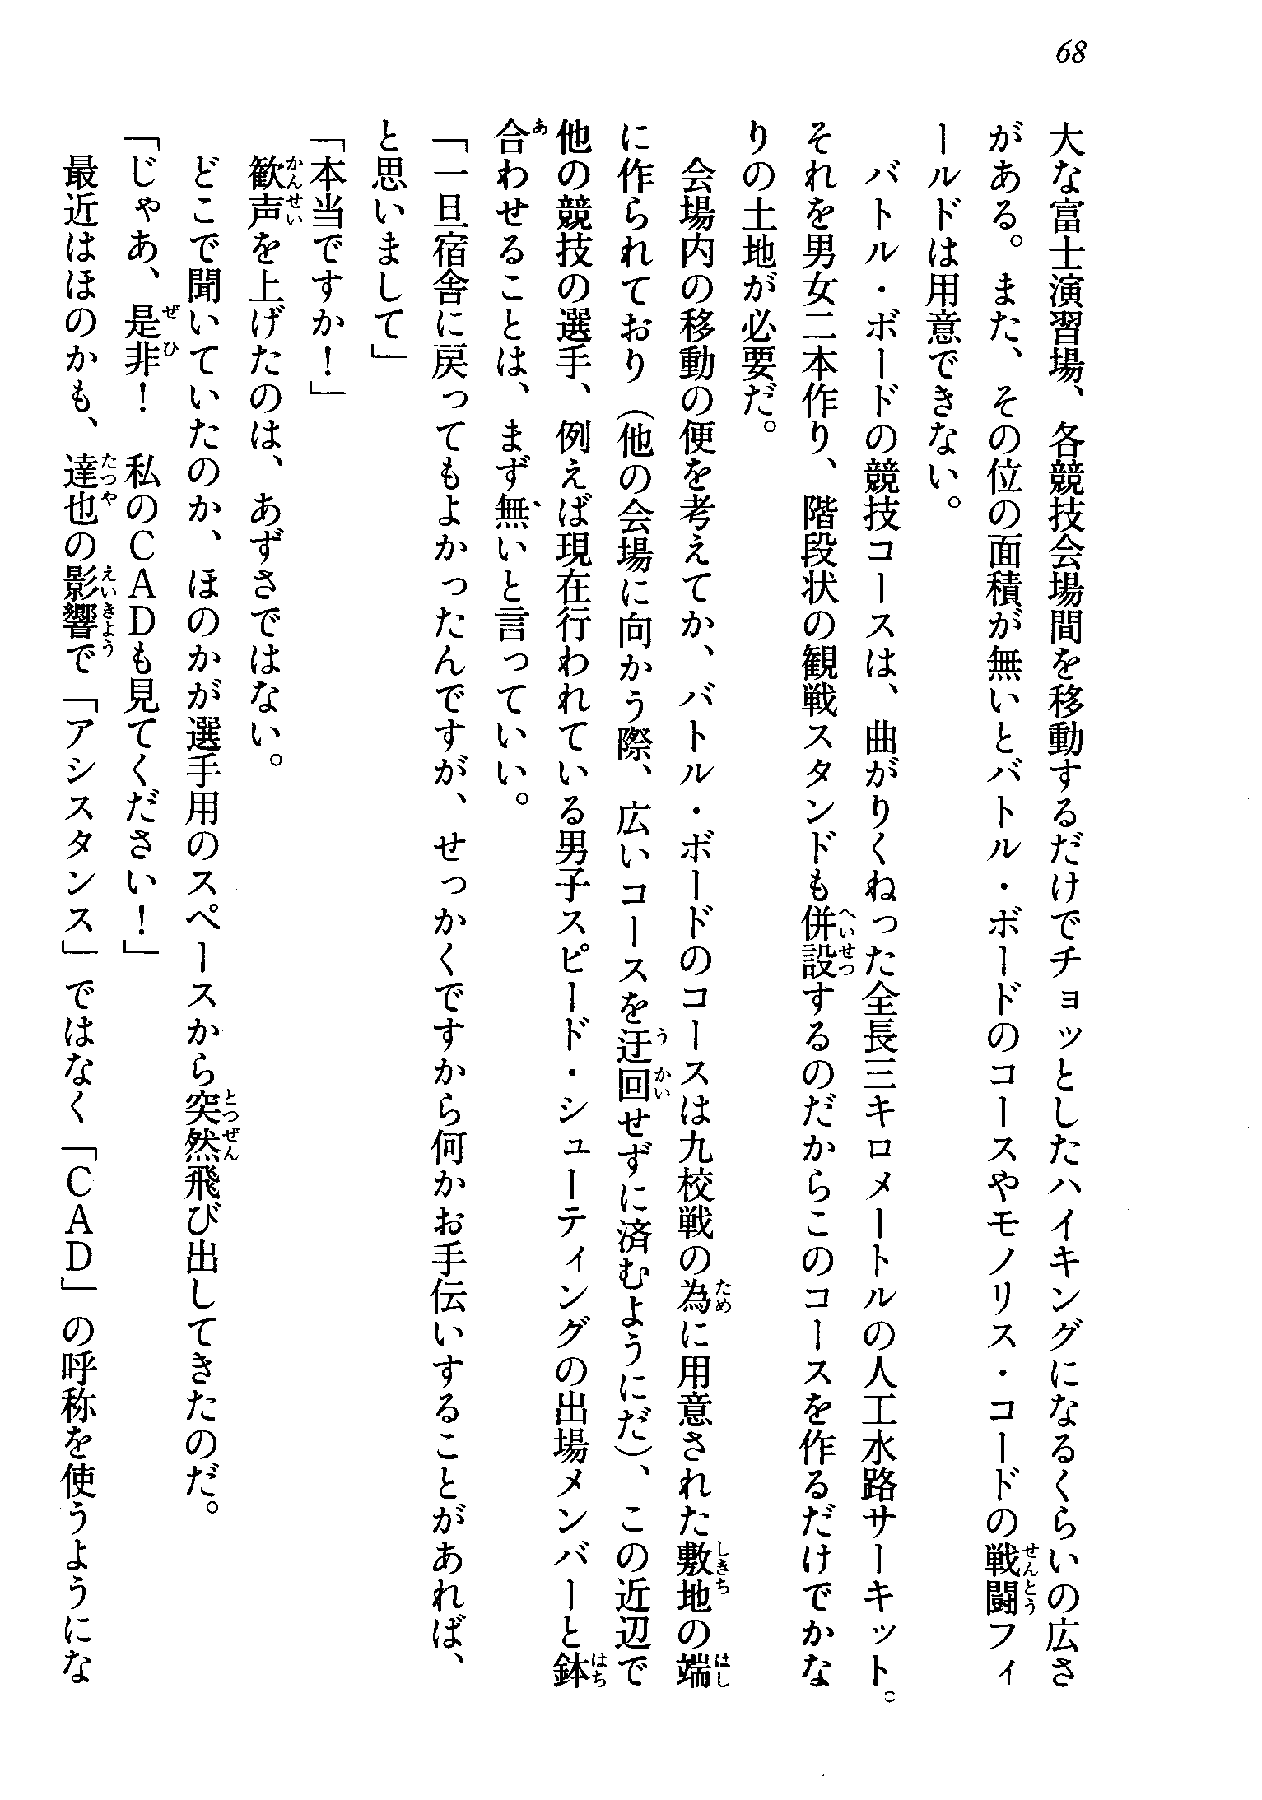 68
大な富士演習場、各競技会場間を移動するだけでチョッとしたハイキングになるくらいの広さ
がある。また、その位の面積が無いとバトル・ボードのコースやモノリス・コードの戦闘フィ
ールドは用意できない。
　バトル・ボードの競技コースは、曲がりくねった全長三キロメートルの人工水路サーキット。
それを男女二本作り、階段状の観戦スタンドも併設するのだからこのコースを作るだけでかな
りの土地が必要だ。
　会場内の移動の便を考えてか、バトル・ボードのコースは九校戦の為に用意された敷地の端
に作られており（他の会場に向かう際、広いコースを迂回せずに済むようにだ）、この近辺で
他の競技の選手、例えば現在行われている男子スピード・シューティングの出場メンバーと鉢
合わせることは、まず無いと言っていい。
「一旦宿舎に戻ってもよかったんですが、せっかくですから何かお手伝いすることがあれば、
と思いまして」
「本当ですか！」
　歓声を上げたのは、あずさではない。
　どこで聞いていたのか、ほのかが選手用のスペースから突然飛び出してきたのだ。
「じゃあ、是非！　私のＣＡＤも見てください！」
　最近はほのかも、達也の影響で「アシスタンス」ではなく「ＣＡＤ」の呼称を使うようにな